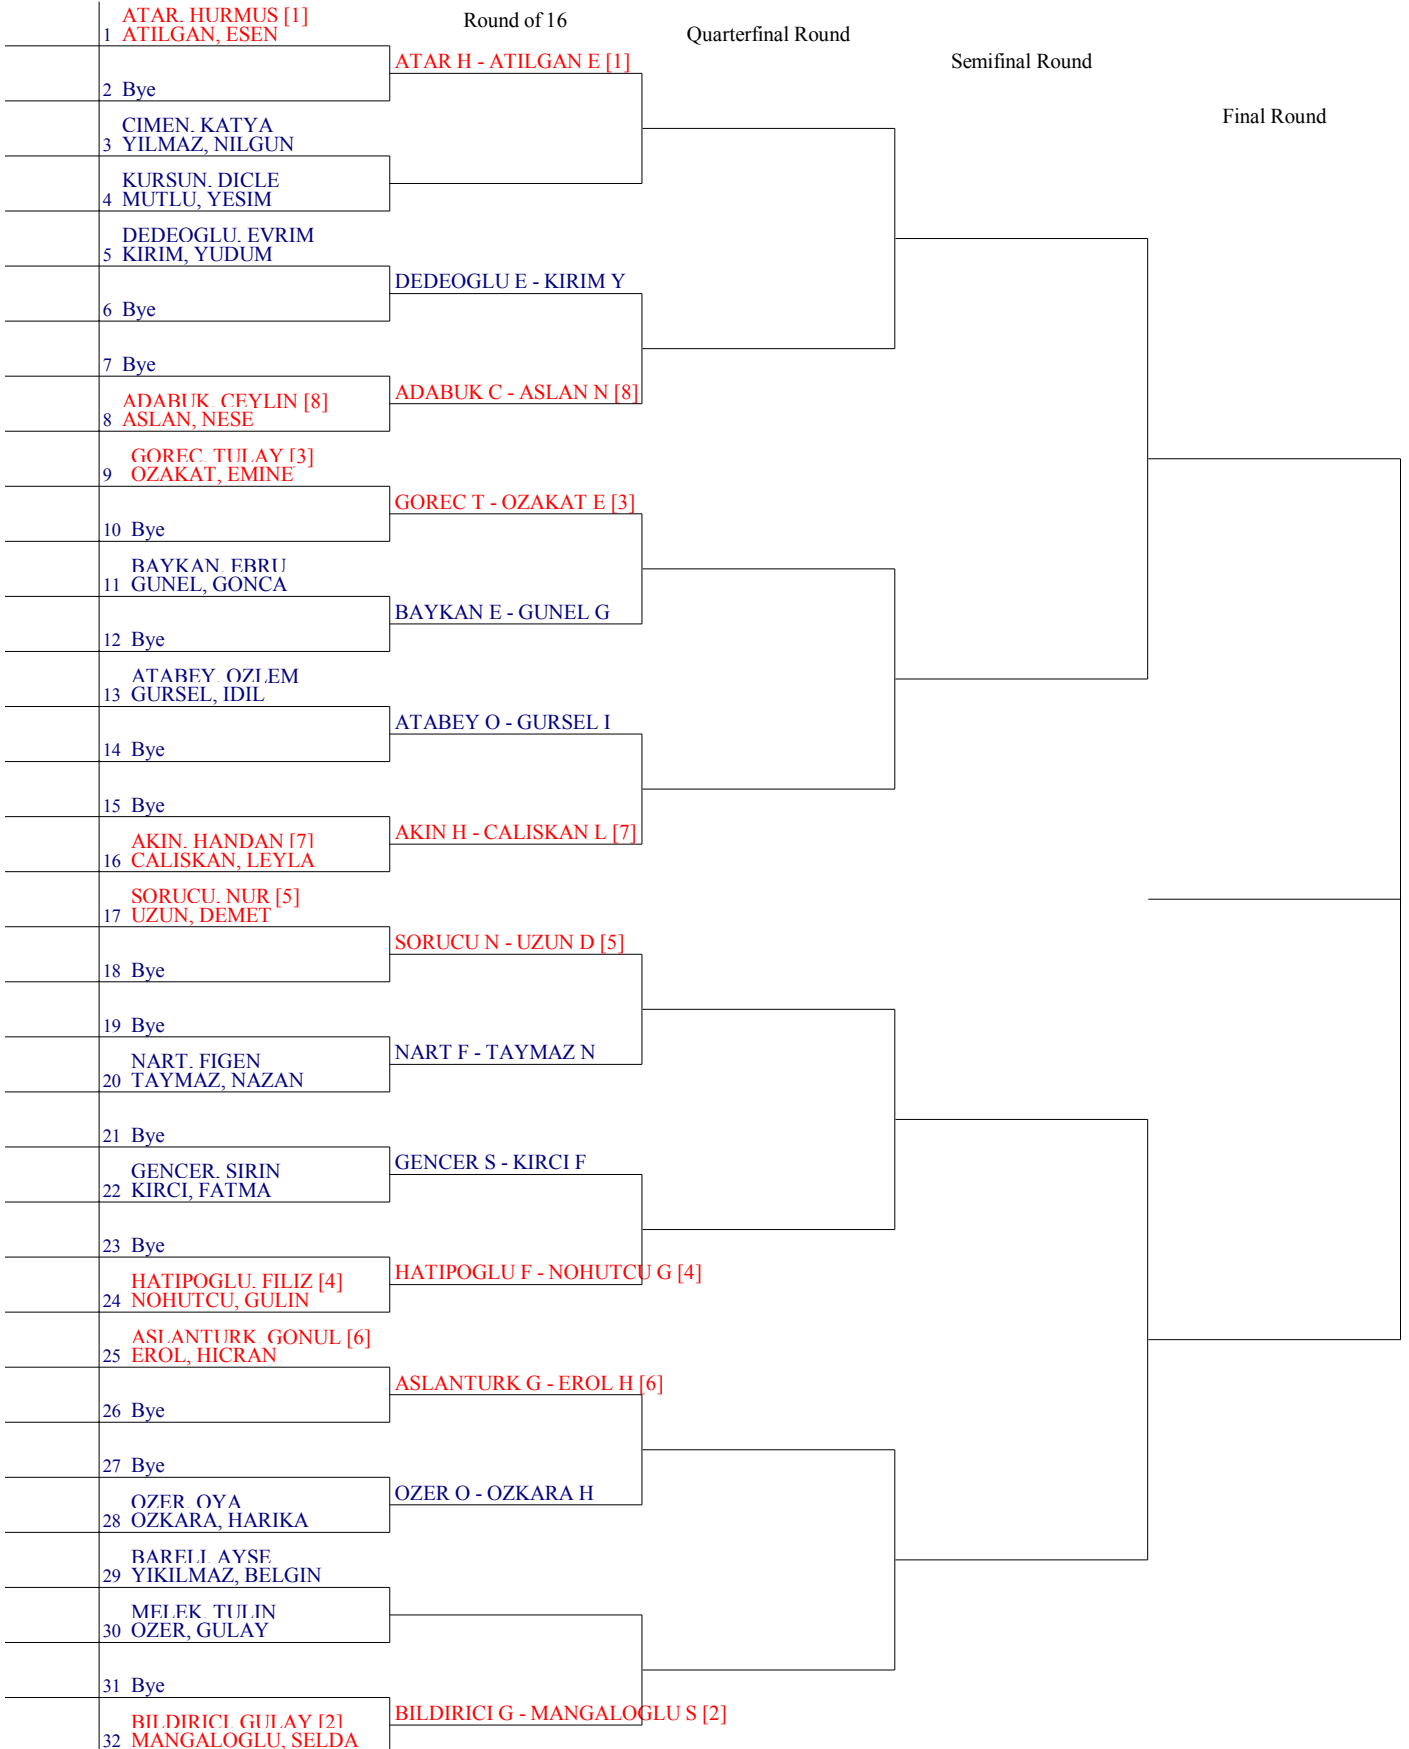 Round of 16
Quarterfinal Round
Semifinal Round
Final Round
ATAR, HURMUS [1]
1 ATILGAN, ESEN
ATAR H - ATILGAN E [1]
2 Bye
CIMEN, KATYA
3 YILMAZ, NILGUN
KURSUN, DICLE
4 MUTLU, YESIM
DEDEOGLU, EVRIM
5 KIRIM, YUDUM
DEDEOGLU E - KIRIM Y
6 Bye
7 Bye
ADABUK, CEYLIN [8]
8 ASLAN, NESE
ADABUK C - ASLAN N [8]
GOREC, TULAY [3]
9 OZAKAT, EMINE
GOREC T - OZAKAT E [3]
10 Bye
BAYKAN, EBRU
11 GUNEL, GONCA
BAYKAN E - GUNEL G
12 Bye
ATABEY, OZLEM
13 GURSEL, IDIL
ATABEY O - GURSEL I
14 Bye
15 Bye
AKIN, HANDAN [7]
16 CALISKAN, LEYLA
AKIN H - CALISKAN L [7]
SORUCU, NUR [5]
17 UZUN, DEMET
SORUCU N - UZUN D [5]
18 Bye
19 Bye
NART, FIGEN
20 TAYMAZ, NAZAN
NART F - TAYMAZ N
21 Bye
GENCER, SIRIN
22 KIRCI, FATMA
GENCER S - KIRCI F
23 Bye
HATIPOGLU, FILIZ [4]
24 NOHUTCU, GULIN
HATIPOGLU F - NOHUTCU G [4]
ASLANTURK, GONUL [6]
25 EROL, HICRAN
ASLANTURK G - EROL H [6]
26 Bye
27 Bye
OZER, OYA
28 OZKARA, HARIKA
OZER O - OZKARA H
BARELI, AYSE
29 YIKILMAZ, BELGIN
MELEK, TULIN
30 OZER, GULAY
31 Bye
BILDIRICI, GULAY [2]
32 MANGALOGLU, SELDA
BILDIRICI G - MANGALOGLU S [2]